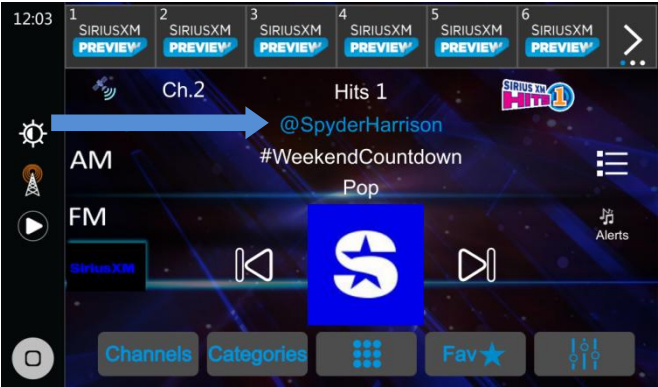 12:03
1 2 3 4 5 6
SIRIUSXM SIRIUSXM SIRIUSXM SIRIUSXM SIRIUSXM SIRIUSXM
PREVIEW PREVIEW PREVIEW PREVIEW PREVIEW PREVIEW
Ch.2 Hits 1 SIRIUS XM HITS 1
@SpyderHarrison
AM #WeekendCountdown
Pop
FM
Alerts
SiriusXM
S
Channels Categories Fav